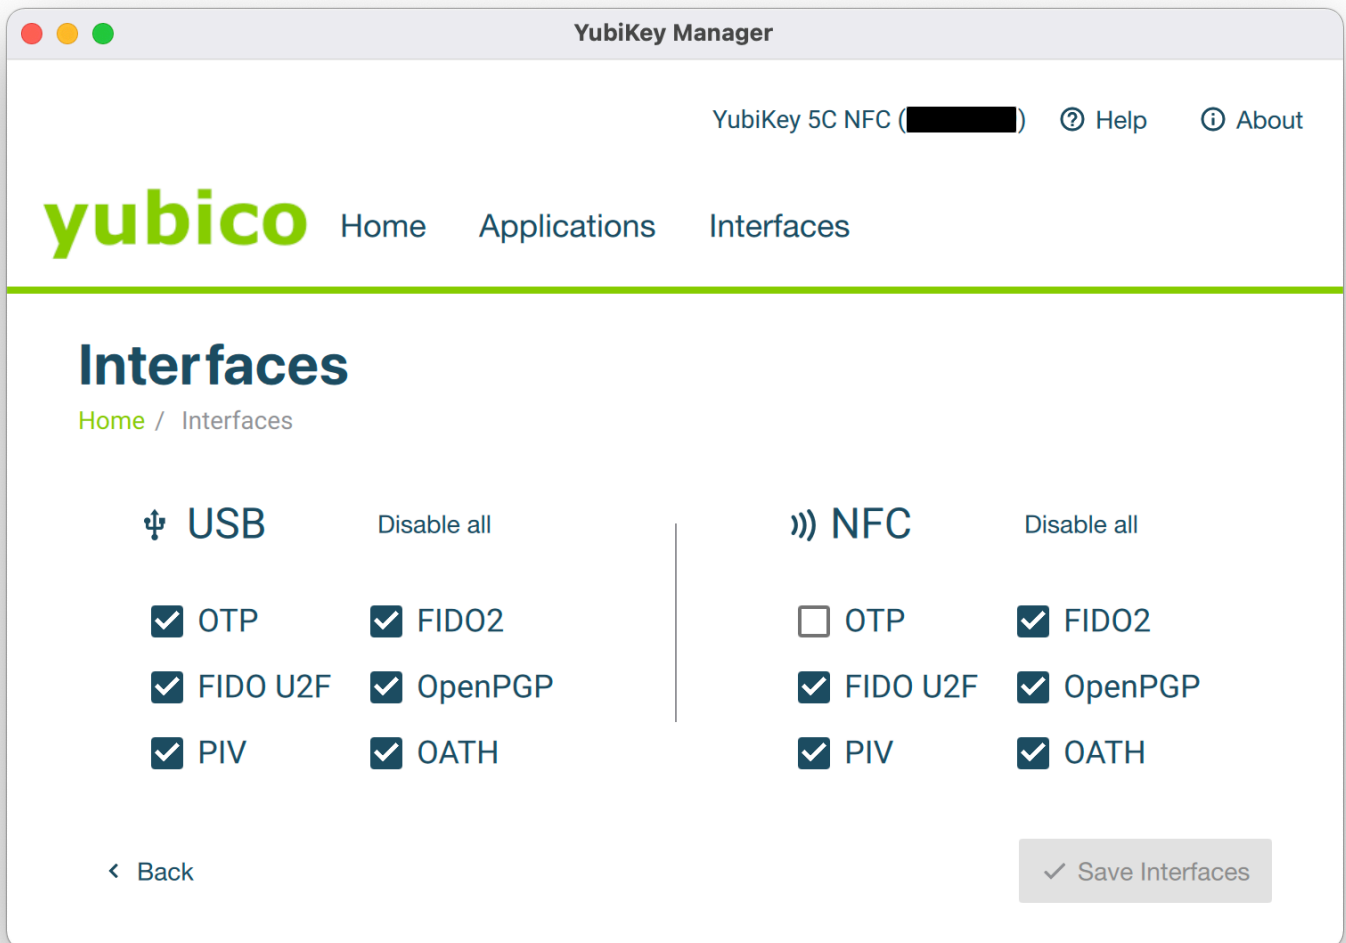 YubiKey Manager
YubiKey 5C NFC ( ) Help About
yubico Home Applications Interfaces
Interfaces
Home / Interfaces
USB Disable all NFC Disable all
OTP FIDO2 OTP FIDO2
FIDO U2F OpenPGP FIDO U2F OpenPGP
PIV OATH PIV OATH
Back Save Interfaces